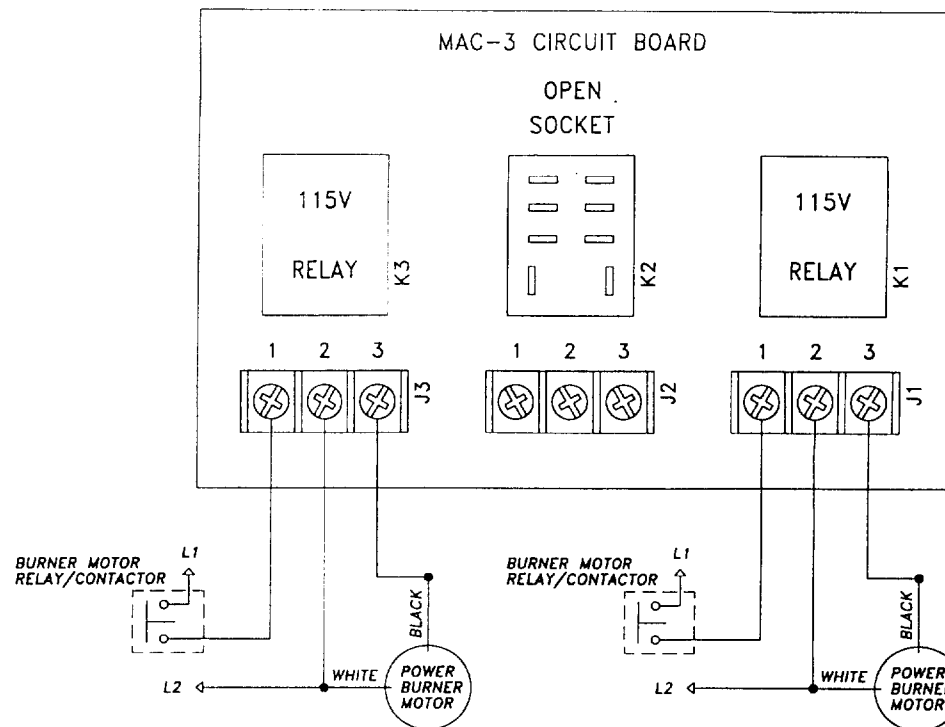 MAC-3 CIRCUIT BOARD
OPEN
SOCKET
115V
RELAY
K3
K2
115V
RELAY
K1
1 2 3
J3
1 2 3
J2
1 2 3
J1
BURNER MOTOR
RELAY/CONTACTOR
L1
BLACK
L2
WHITE
POWER
BURNER
MOTOR
BURNER MOTOR
RELAY/CONTACTOR
L1
BLACK
L2
WHITE
POWER
BURNER
MOTOR